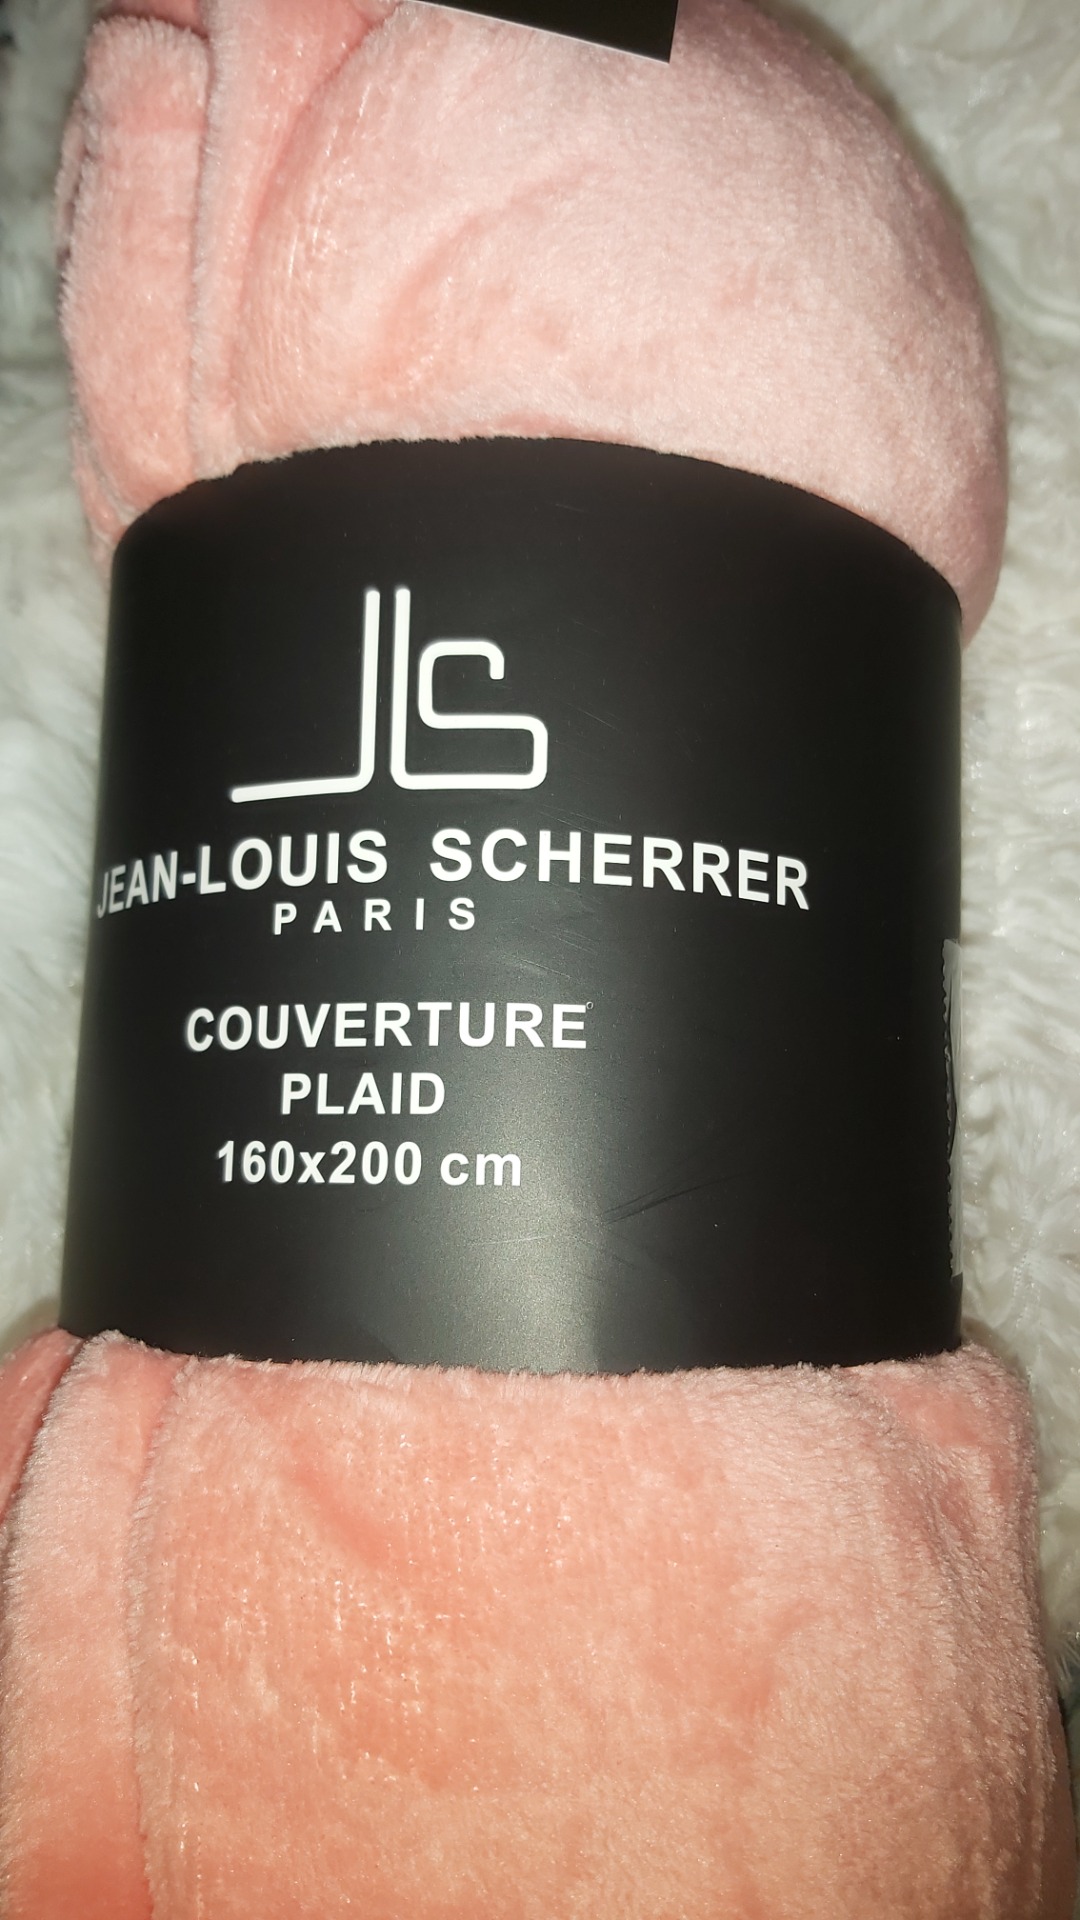 JLS
JEAN-LOUIS SCHERRER
PARIS
COUVERTURE
PLAID
160x200 cm